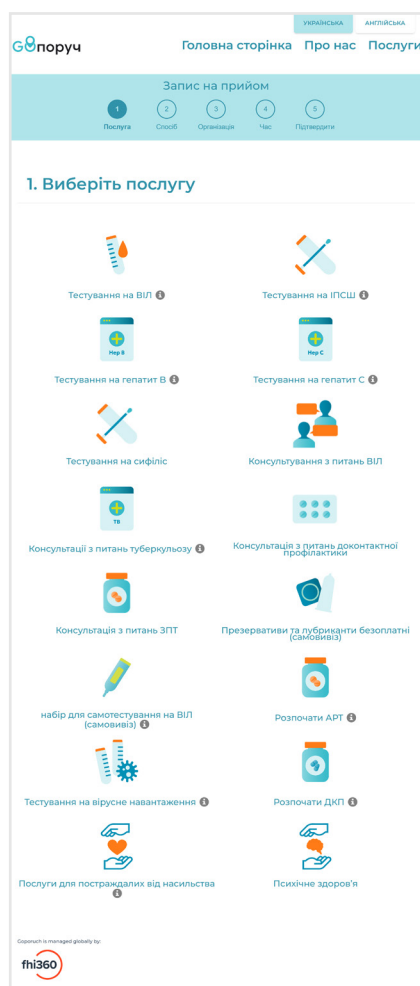 УКРАЇНСЬКА АНГЛІЙСЬКА
GOпоруч
Головна сторінка Про нас Послуги
Запис на прийом
1 2 3 4 5
Послуга Спосіб Організація Час Підтвердити
1. Виберіть послугу
Тестування на ВІЛ Тестування на ІПСШ
Hep B Hep C
Тестування на гепатит В Тестування на гепатит С
Тестування на сифіліс Консультування з питань ВІЛ
TB
Консультації з питань туберкульозу Консультація з питань доконтактної
профілактики
Консультація з питань ЗПТ Презервативи та лубриканти безоплатні
(самовивіз)
набір для самотестування на ВІЛ
(самовивіз) Розпочати АРТ
Тестування на вірусне навантаження Розпочати ДКП
Послуги для постраждалих від насильства Психічне здоров'я
Goporuch is managed globally by:
fhi360